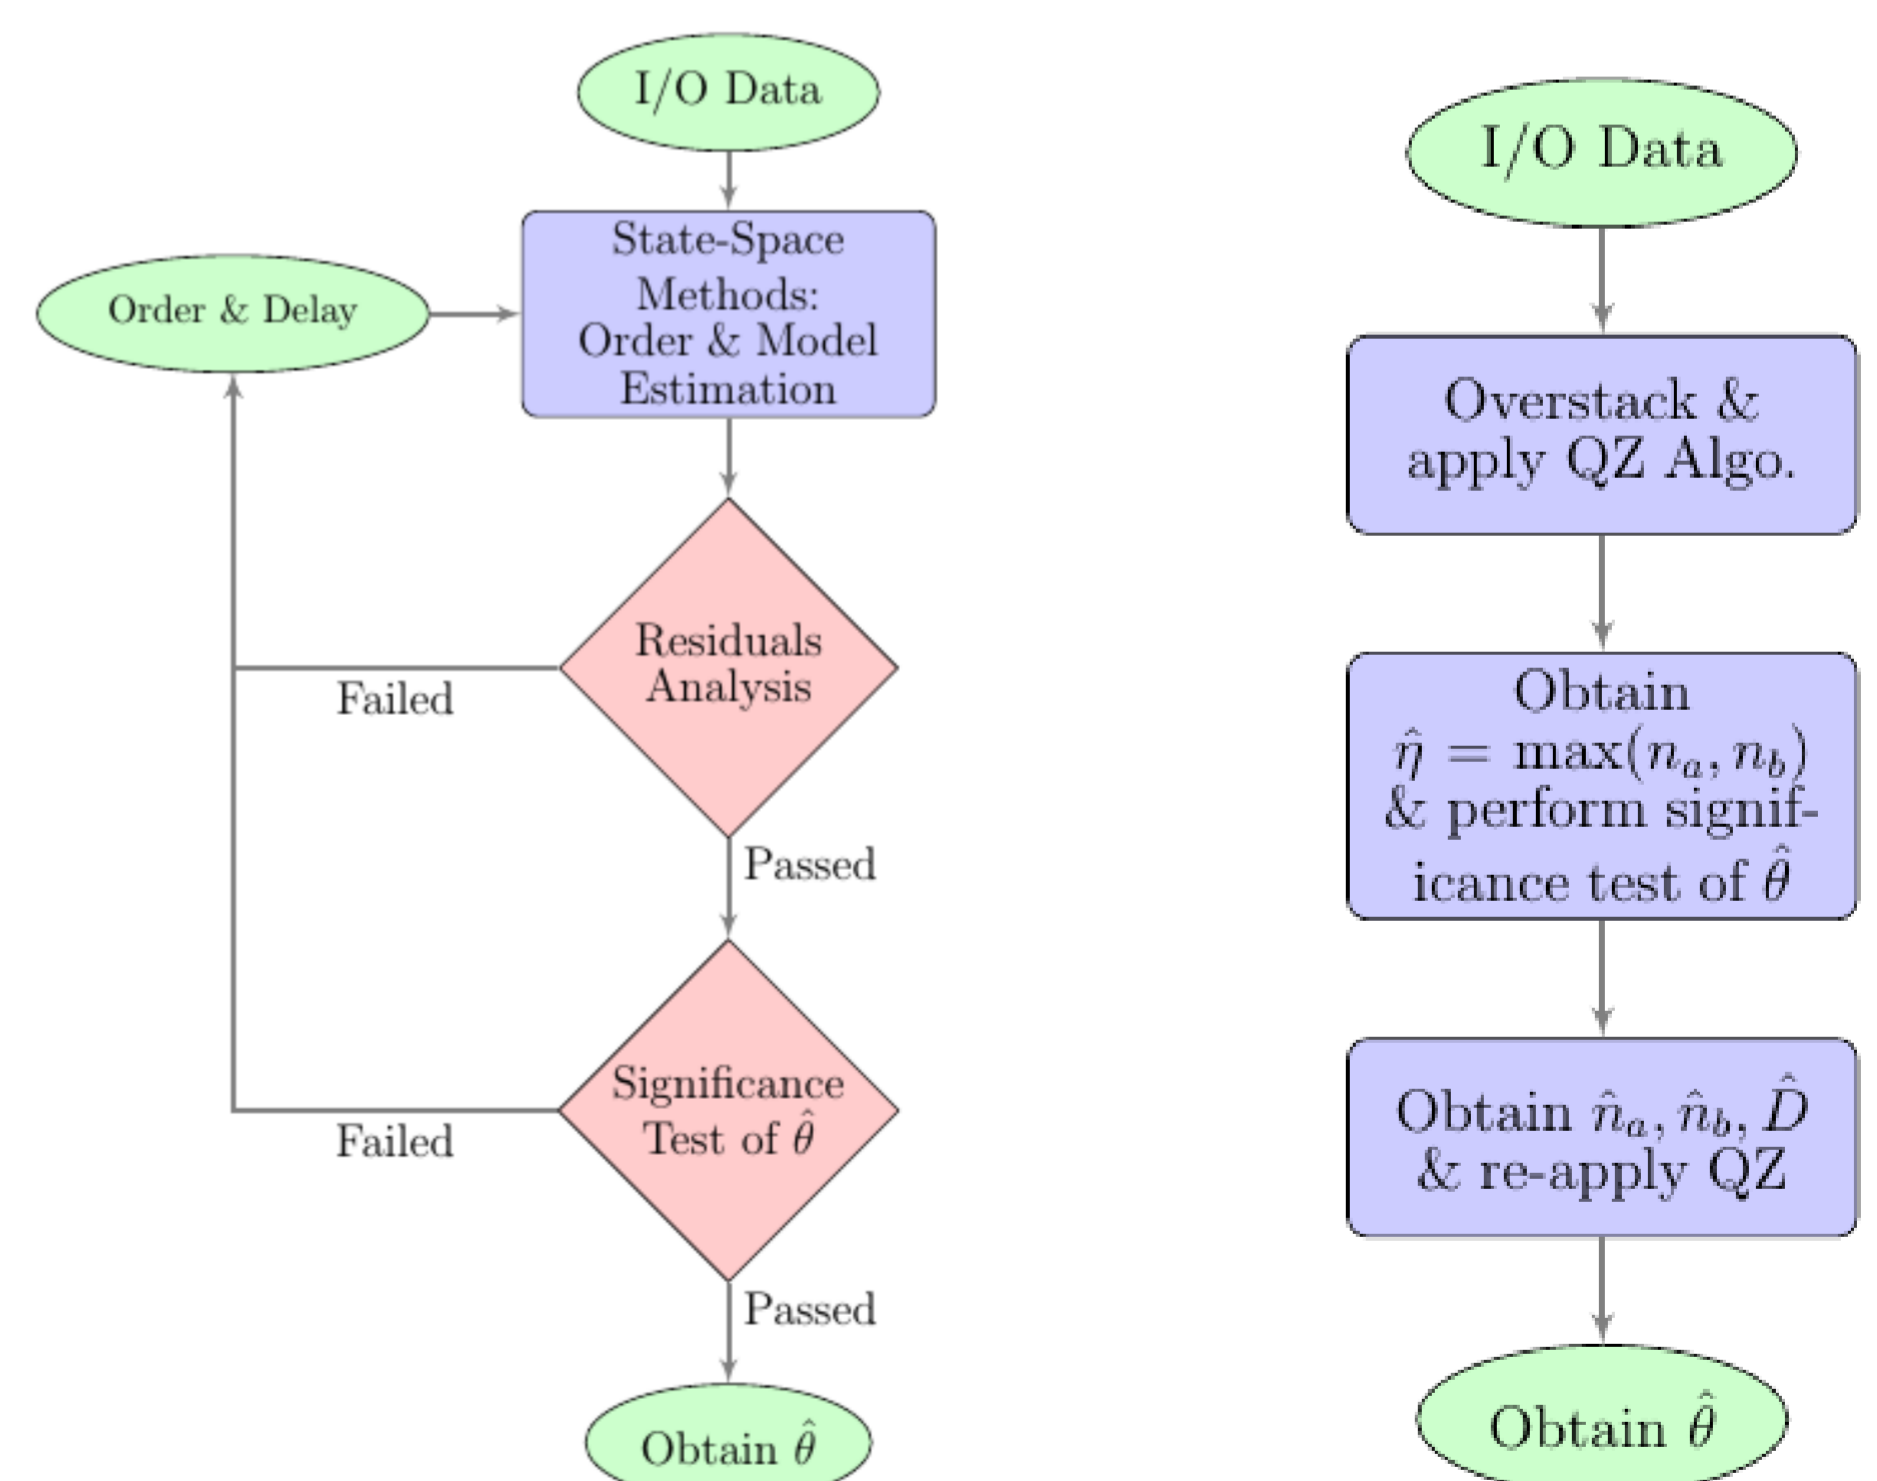 I/O Data
Order & Delay
State-Space
Methods:
Order & Model
Estimation
Residuals
Analysis
Failed
Passed
Significance
Test of θ̂
Failed
Passed
Obtain θ̂
I/O Data
Overstack &
apply QZ Algo.
Obtain
η̂ = max(nₐ, n_b)
& perform signif-
icance test of θ̂
Obtain n̂ₐ, n̂_b, D̂
& re-apply QZ
Obtain θ̂